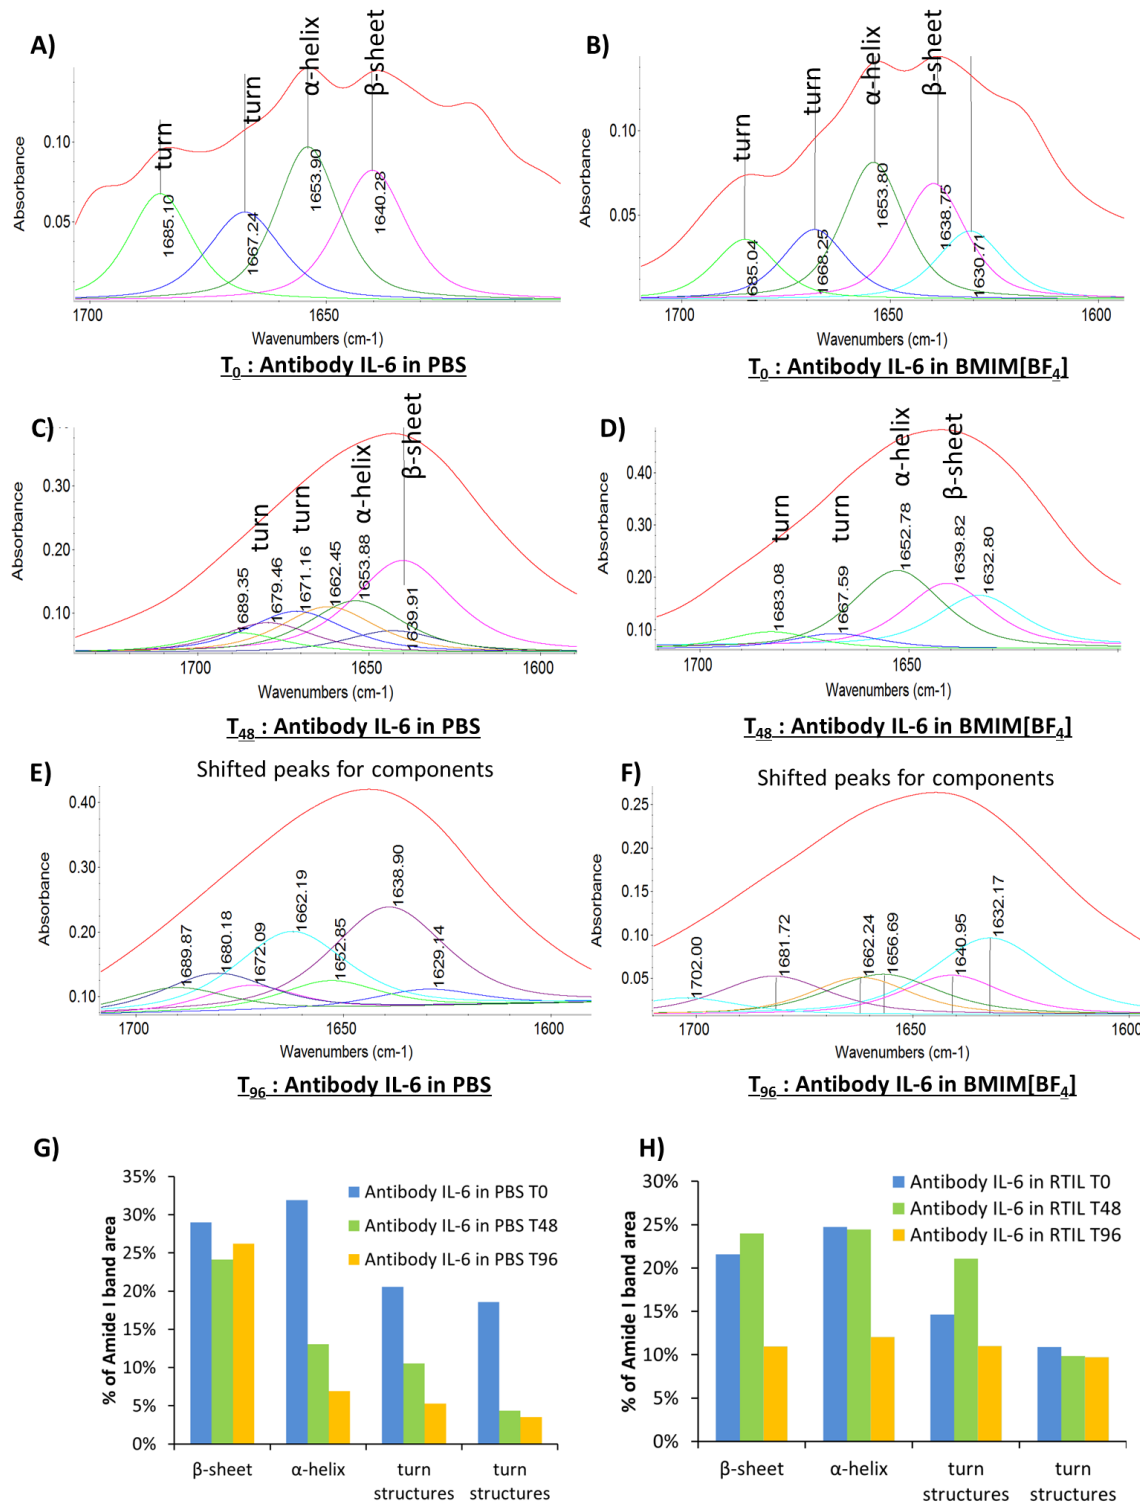 A)
turn
turn
α-helix
β-sheet
0.10
0.05
Absorbance
1685.10
1667.24
1653.90
1640.28
1700
1650
Wavenumbers (cm-1)
T0 : Antibody IL-6 in PBS
B)
turn
turn
α-helix
β-sheet
0.10
0.05
Absorbance
1685.04
1668.25
1653.80
1638.75
1630.71
1700
1650
1600
Wavenumbers (cm-1)
T0 : Antibody IL-6 in BMIM[BF4]
C)
turn
turn
α-helix
β-sheet
0.30
0.20
0.10
Absorbance
1689.35
1679.46
1671.16
1662.45
1653.88
1639.91
1700
1650
1600
Wavenumbers (cm-1)
T48 : Antibody IL-6 in PBS
D)
turn
turn
α-helix
β-sheet
0.40
0.30
0.20
0.10
Absorbance
1683.08
1667.59
1652.78
1639.82
1632.80
1700
1650
Wavenumbers (cm-1)
T48 : Antibody IL-6 in BMIM[BF4]
E)
Shifted peaks for components
0.40
0.30
0.20
0.10
Absorbance
1689.87
1680.18
1672.09
1662.19
1652.85
1638.90
1629.14
1700
1650
1600
Wavenumbers (cm-1)
T96 : Antibody IL-6 in PBS
F)
Shifted peaks for components
0.25
0.20
0.15
0.10
0.05
Absorbance
1702.00
1681.72
1662.24
1656.69
1640.95
1632.17
1700
1650
1600
Wavenumbers (cm-1)
T96 : Antibody IL-6 in BMIM[BF4]
G)
35%
30%
25%
20%
15%
10%
5%
0%
% of Amide I band area
Antibody IL-6 in PBS T0
Antibody IL-6 in PBS T48
Antibody IL-6 in PBS T96
β-sheet
α-helix
turn
structures
turn
structures
H)
30%
25%
20%
15%
10%
5%
0%
% of Amide I band area
Antibody IL-6 in RTIL T0
Antibody IL-6 in RTIL T48
Antibody IL-6 in RTIL T96
β-sheet
α-helix
turn
structures
turn
structures